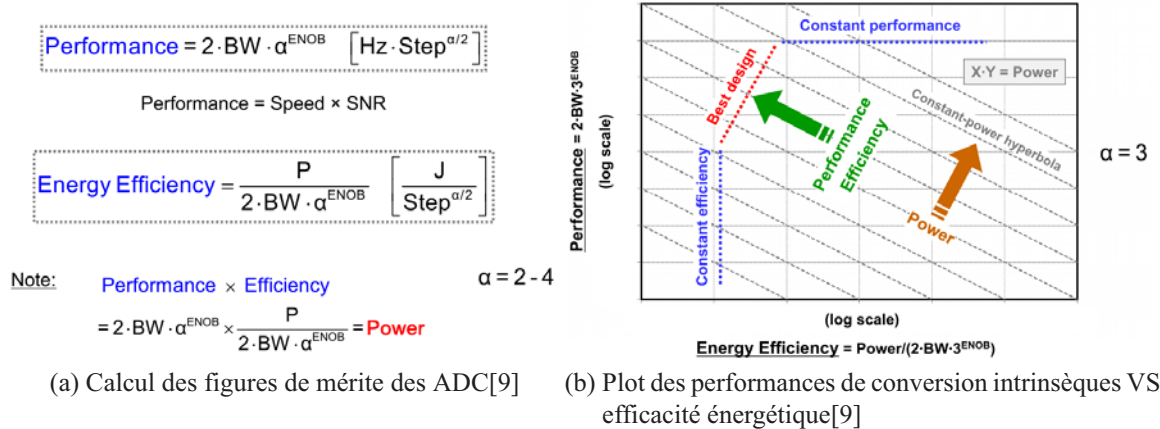 Performance = 2·BW·α^ENOB [Hz·Step^α/2]
Performance = Speed × SNR
Energy Efficiency = P / 2·BW·α^ENOB [J / Step^α/2]
Note: Performance × Efficiency α = 2 - 4
= 2·BW·α^ENOB × P / 2·BW·α^ENOB = Power
(a) Calcul des figures de mérite des ADC[9]
Performance = 2·BW·3^ENOB
(log scale)
Constant performance
X·Y = Power
Best design
Constant-power hyperbola
Performance
Efficiency
Constant efficiency
Power
α = 3
(log scale)
Energy Efficiency = Power/(2·BW·3^ENOB)
(b) Plot des performances de conversion intrinsèques VS
efficacité énergétique[9]